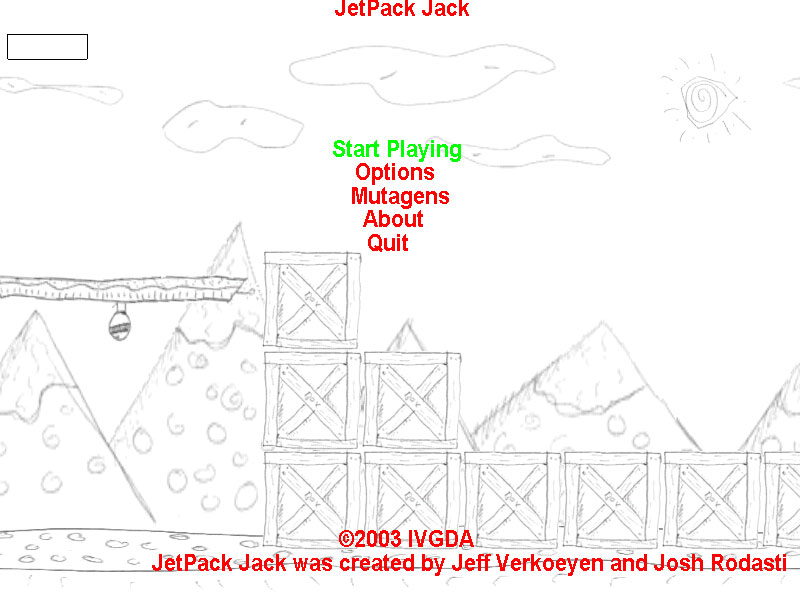 JetPack Jack
Start Playing
Options
Mutagens
About
Quit
©2003 IVGDA
JetPack Jack was created by Jeff Verkoeyen and Josh Rodasti